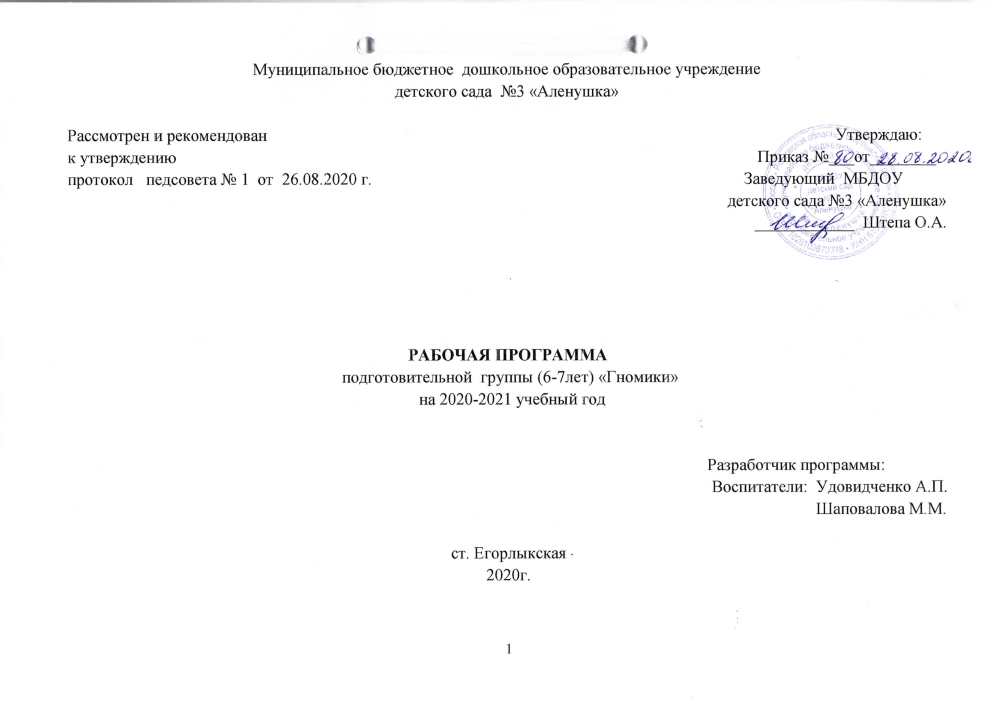 Муниципальное бюджетное дошкольное образовательное учреждение
детского сада №3 «Аленушка»
Рассмотрен и рекомендован
к утверждению
протокол педсовета № 1 от 26.08.2020 г.
Утверждаю:
Приказ № 80 от 28.08.2020.
Заведующий МБДОУ
детского сада №3 «Аленушка»
Штепа О.А.
РАБОЧАЯ ПРОГРАММА
подготовительной группы (6-7лет) «Гномики»
на 2020-2021 учебный год
Разработчик программы:
Воспитатели: Удовидченко А.П.
Шаповалова М.М.
ст. Егорлыкская
2020г.
1